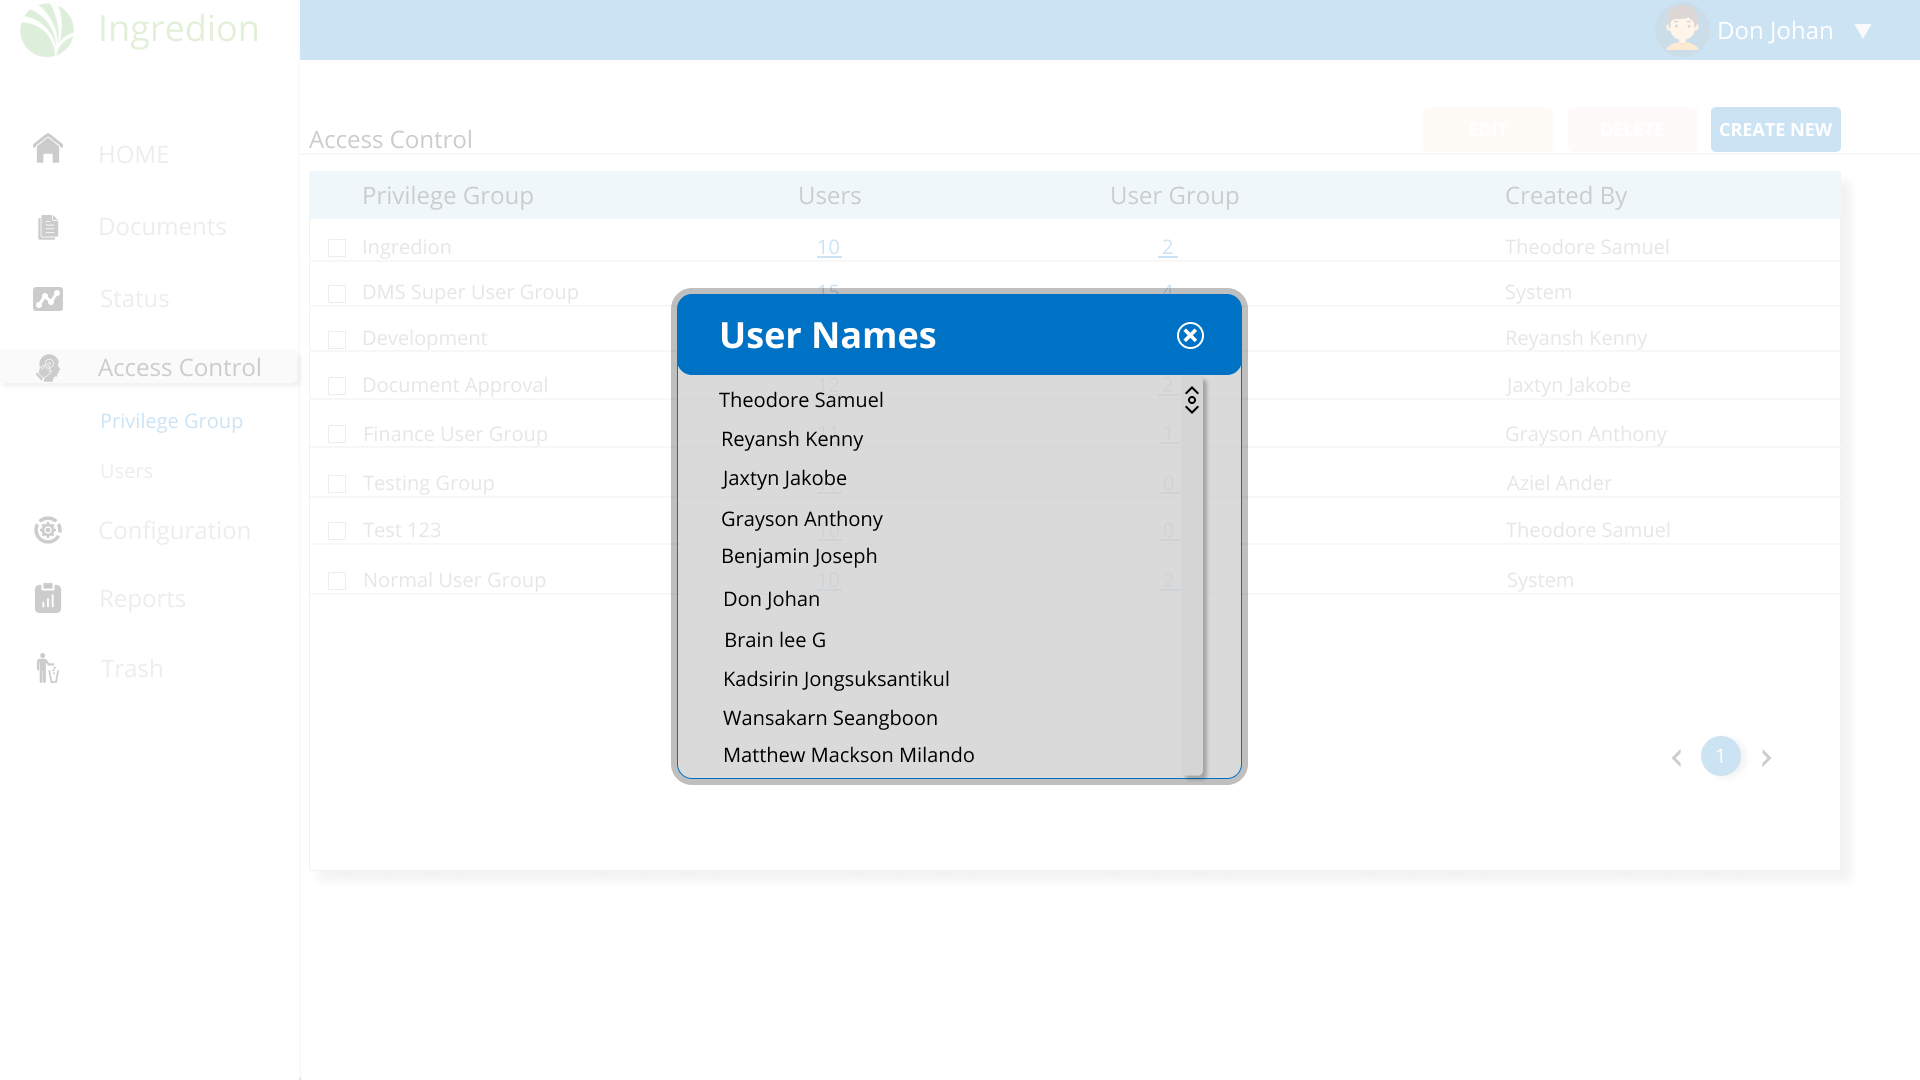 Ingredion
Don Johan
HOME
Documents
Status
Access Control
Privilege Group
Users
Configuration
Reports
Trash
Access Control
EDIT
DELETE
CREATE NEW
Privilege Group Users User Group Created By
Ingredion 10 2 Theodore Samuel
DMS Super User Group 15 4 System
Development Reyansh Kenny
Document Approval 12 2 Jaxtyn Jakobe
Finance User Group 1 Grayson Anthony
Testing Group 0 Aziel Ander
Test 123 10 0 Theodore Samuel
Normal User Group 10 2 System
User Names
Theodore Samuel
Reyansh Kenny
Jaxtyn Jakobe
Grayson Anthony
Benjamin Joseph
Don Johan
Brain lee G
Kadsirin Jongsuksantikul
Wansakarn Seangboon
Matthew Mackson Milando
1